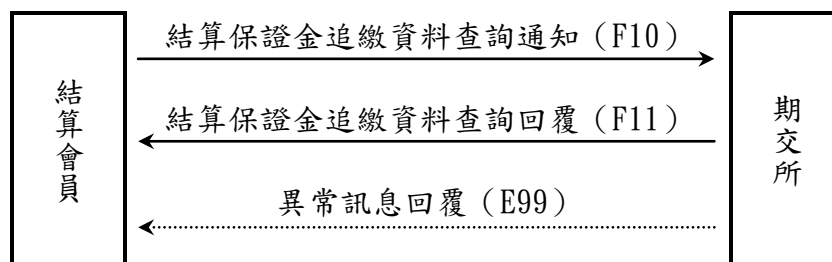 結算保證金追繳資料查詢通知（F10）
結算會員
結算保證金追繳資料查詢回覆（F11）
期交所
異常訊息回覆（E99）